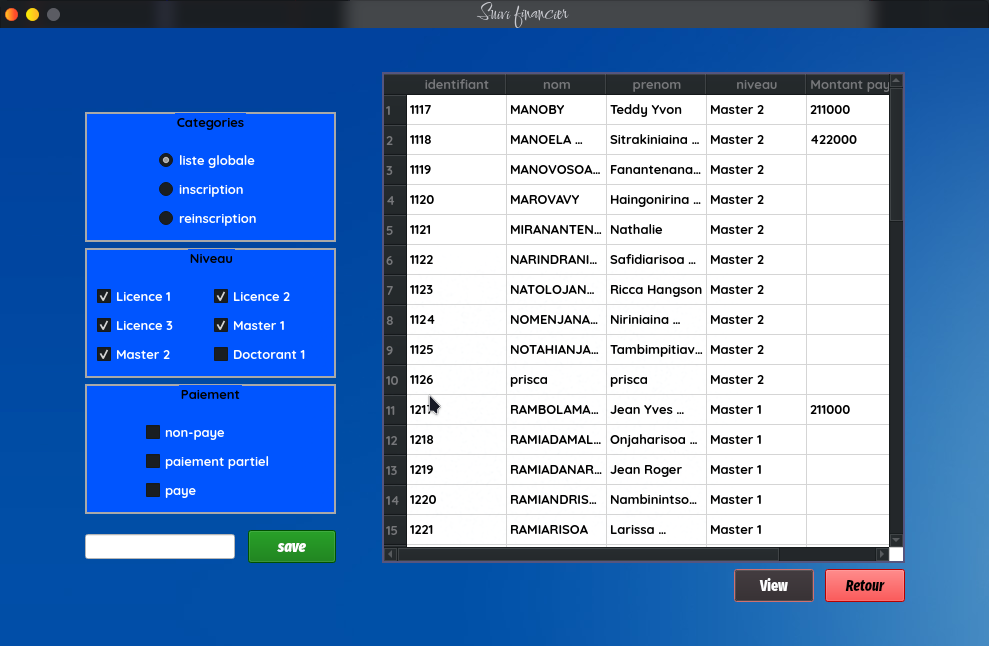 Suivi financier
Categories
liste globale
inscription
reinscription
Niveau
Licence 1 Licence 2
Licence 3 Master 1
Master 2 Doctorant 1
Paiement
non-paye
paiement partiel
paye
save
identifiant nom prenom niveau Montant pay
1 1117 MANOBY Teddy Yvon Master 2 211000
2 1118 MANOELA ... Sitrakiniaina ... Master 2 422000
3 1119 MANOVOSOA... Fanantenana... Master 2
4 1120 MAROVAVY Haingonirina ... Master 2
5 1121 MIRANANTEN... Nathalie Master 2
6 1122 NARINDRANI... Safidiarisoa ... Master 2
7 1123 NATOLOJAN... Ricca Hangson Master 2
8 1124 NOMENJANA... Niriniaina ... Master 2
9 1125 NOTAHIANJA... Tambimpitiav... Master 2
10 1126 prisca prisca Master 2
11 1217 RAMBOLAMA... Jean Yves ... Master 1 211000
12 1218 RAMIADAMAL... Onjaharisoa ... Master 1
13 1219 RAMIADANAR... Jean Roger Master 1
14 1220 RAMIANDRIS... Nambinintso... Master 1
15 1221 RAMIARISOA Larissa ... Master 1
View Retour